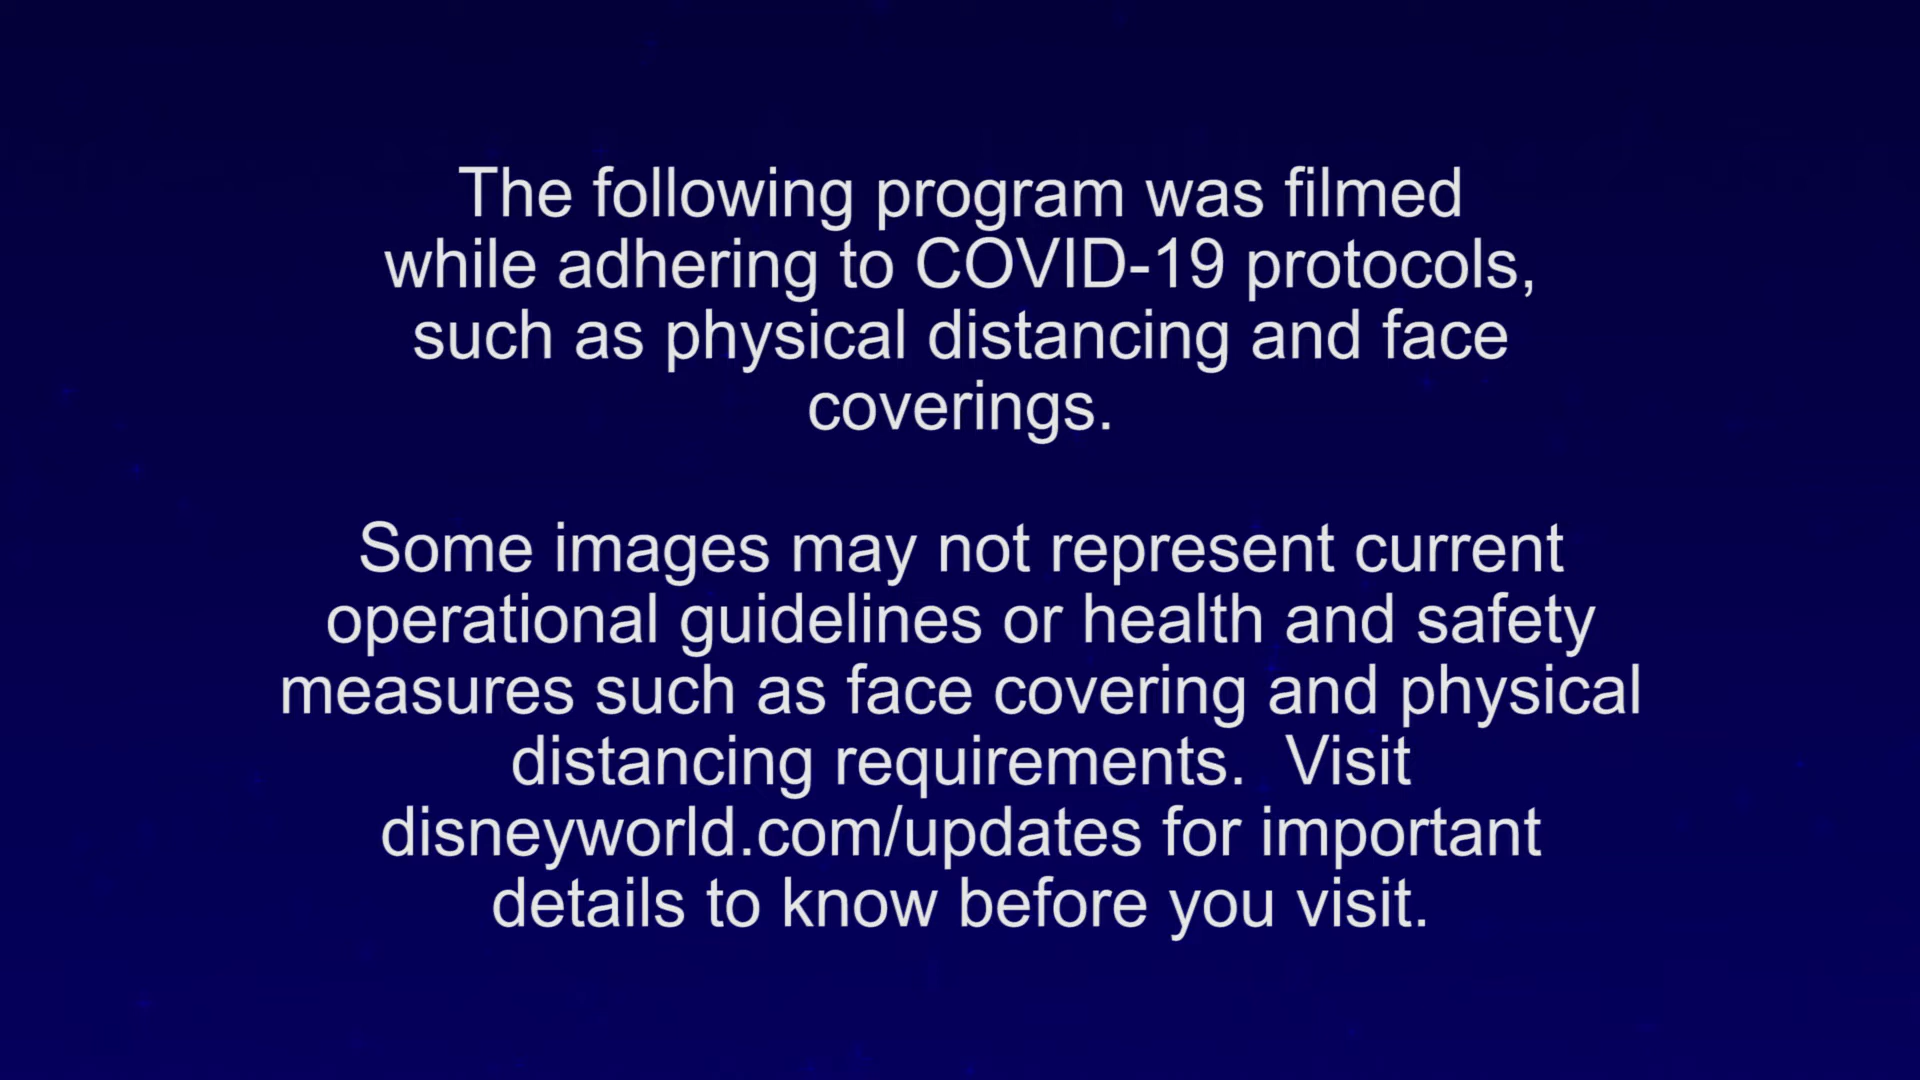 The following program was filmed
while adhering to COVID-19 protocols,
such as physical distancing and face
coverings.
Some images may not represent current
operational guidelines or health and safety
measures such as face covering and physical
distancing requirements.  Visit
disneyworld.com/updates for important
details to know before you visit.